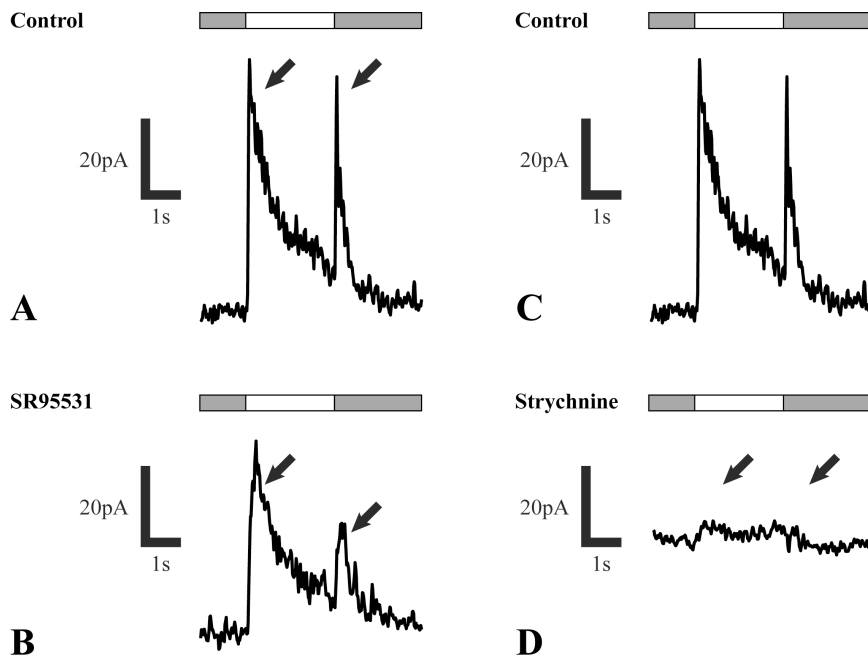 Control
20pA
1s
A
Control
20pA
1s
C
SR95531
20pA
1s
B
Strychnine
20pA
1s
D